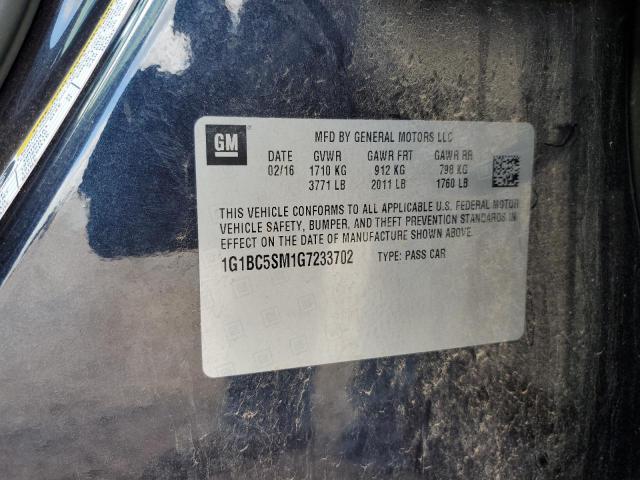 GM
MFD BY GENERAL MOTORS LLC
DATE GVWR GAWR FRT GAWR RR
02/16 1710 KG 912 KG 798 KG
3771 LB 2011 LB 1760 LB
THIS VEHICLE CONFORMS TO ALL APPLICABLE U.S. FEDERAL MOTOR
VEHICLE SAFETY, BUMPER, AND THEFT PREVENTION STANDARDS IN
EFFECT ON THE DATE OF MANUFACTURE SHOWN ABOVE.
1G1BC5SM1G7233702 TYPE: PASS CAR